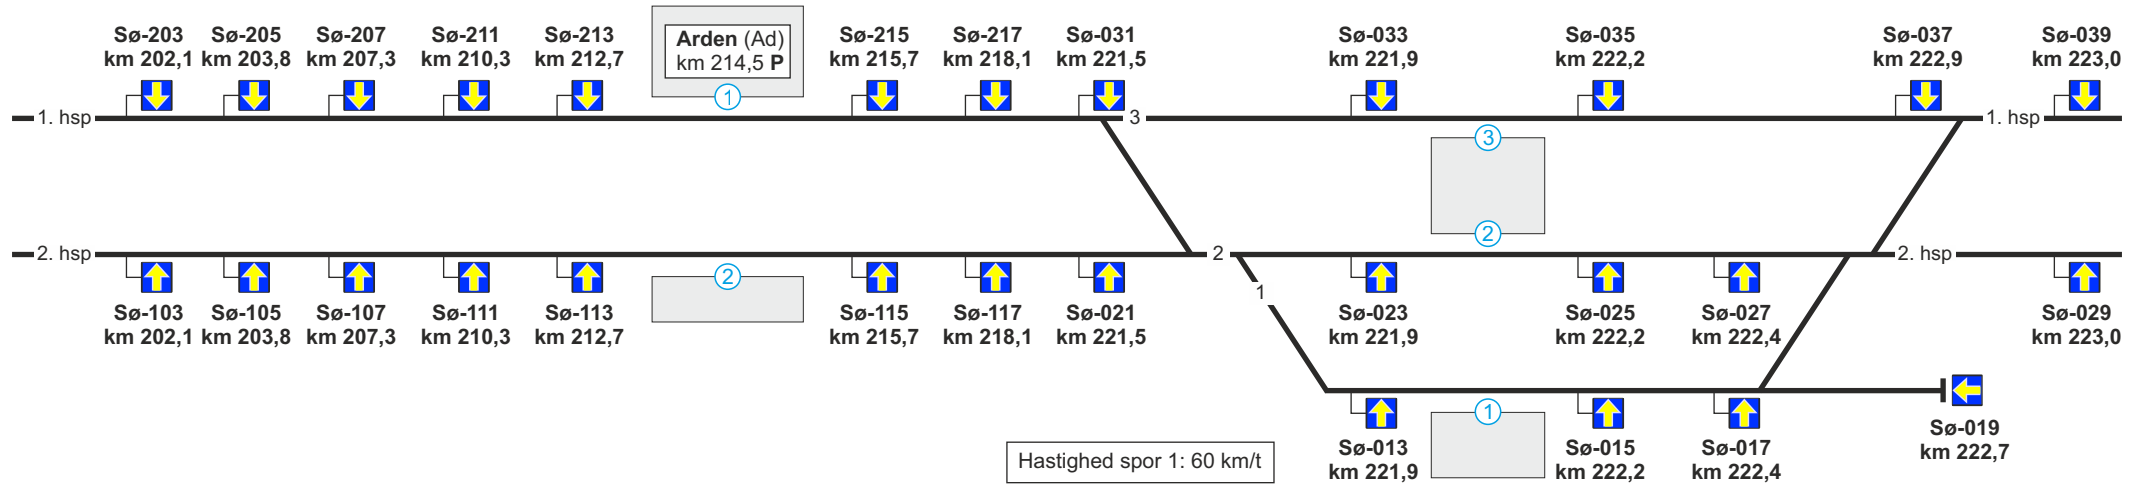 Sø-203
km 202,1
Sø-205
km 203,8
Sø-207
km 207,3
Sø-211
km 210,3
Sø-213
km 212,7
Arden (Ad)
km 214,5 P
1
Sø-215
km 215,7
Sø-217
km 218,1
Sø-031
km 221,5
Sø-033
km 221,9
Sø-035
km 222,2
Sø-037
km 222,9
Sø-039
km 223,0
1. hsp
3
1. hsp
3
2
2. hsp
2
2. hsp
2
Sø-103
km 202,1
Sø-105
km 203,8
Sø-107
km 207,3
Sø-111
km 210,3
Sø-113
km 212,7
Sø-115
km 215,7
Sø-117
km 218,1
Sø-021
km 221,5
1
Sø-023
km 221,9
Sø-025
km 222,2
Sø-027
km 222,4
Sø-029
km 223,0
1
Sø-013
km 221,9
Sø-015
km 222,2
Sø-017
km 222,4
Sø-019
km 222,7
Hastighed spor 1: 60 km/t